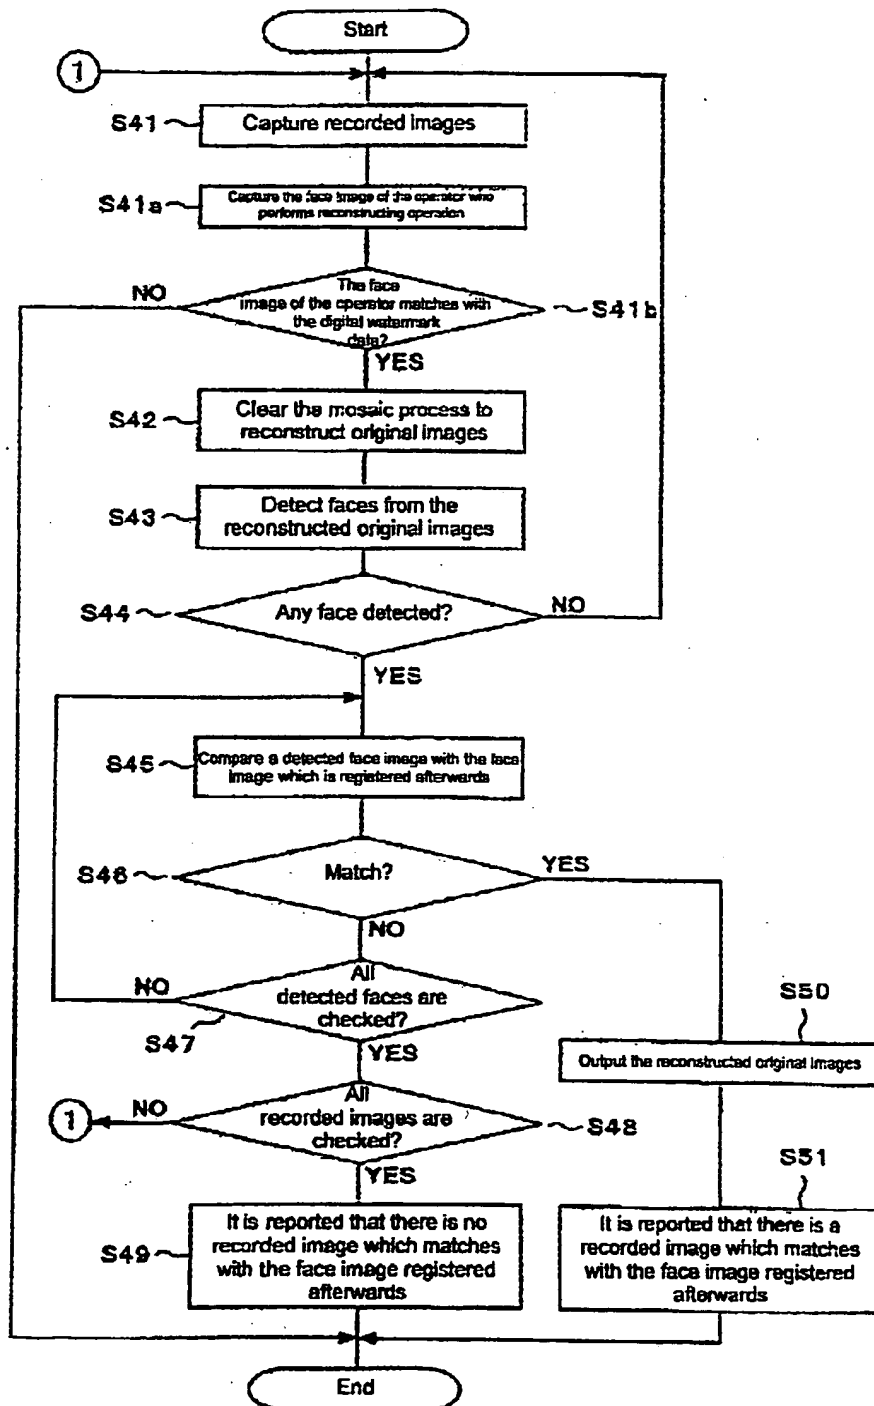 Start
1
S41
Capture recorded images
S41a
Capture the face image of the operator who
performs reconstructing operation
NO
The face
image of the operator matches with
the digital watermark
data?
S41b
YES
S42
Clear the mosaic process to
reconstruct original images
S43
Detect faces from the
reconstructed original images
S44
Any face detected?
NO
YES
S45
Compare a detected face image with the face
image which is registered afterwards
S46
Match?
YES
NO
NO
All
detected faces are
checked?
S47
YES
S50
Output the reconstructed original images
1
NO
All
recorded images are
checked?
S48
YES
S51
S49
It is reported that there is no
recorded image which matches
with the face image registered
afterwards
It is reported that there is a
recorded image which matches
with the face image registered
afterwards
End